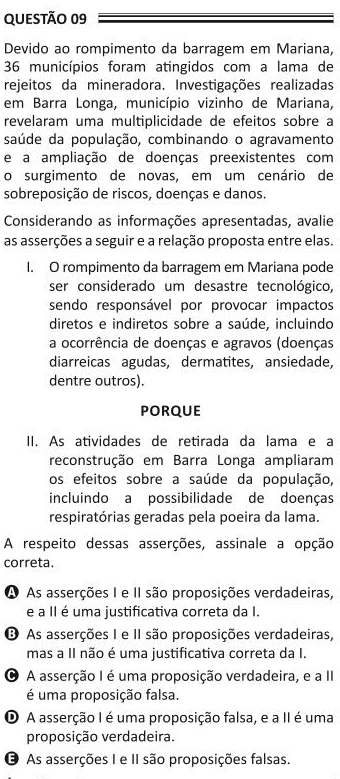 QUESTÃO 09
Devido ao rompimento da barragem em Mariana,
36 municípios foram atingidos com a lama de
rejeitos da mineradora. Investigações realizadas
em Barra Longa, município vizinho de Mariana,
revelaram uma multiplicidade de efeitos sobre a
saúde da população, combinando o agravamento
e a ampliação de doenças preexistentes com
o surgimento de novas, em um cenário de
sobreposição de riscos, doenças e danos.
Considerando as informações apresentadas, avalie
as asserções a seguir e a relação proposta entre elas.
I. O rompimento da barragem em Mariana pode
ser considerado um desastre tecnológico,
sendo responsável por provocar impactos
diretos e indiretos sobre a saúde, incluindo
a ocorrência de doenças e agravos (doenças
diarreicas agudas, dermatites, ansiedade,
dentre outros).
PORQUE
II. As atividades de retirada da lama e a
reconstrução em Barra Longa ampliaram
os efeitos sobre a saúde da população,
incluindo a possibilidade de doenças
respiratórias geradas pela poeira da lama.
A respeito dessas asserções, assinale a opção
correta.
A As asserções I e II são proposições verdadeiras,
e a II é uma justificativa correta da I.
B As asserções I e II são proposições verdadeiras,
mas a II não é uma justificativa correta da I.
C A asserção I é uma proposição verdadeira, e a II
é uma proposição falsa.
D A asserção I é uma proposição falsa, e a II é uma
proposição verdadeira.
E As asserções I e II são proposições falsas.